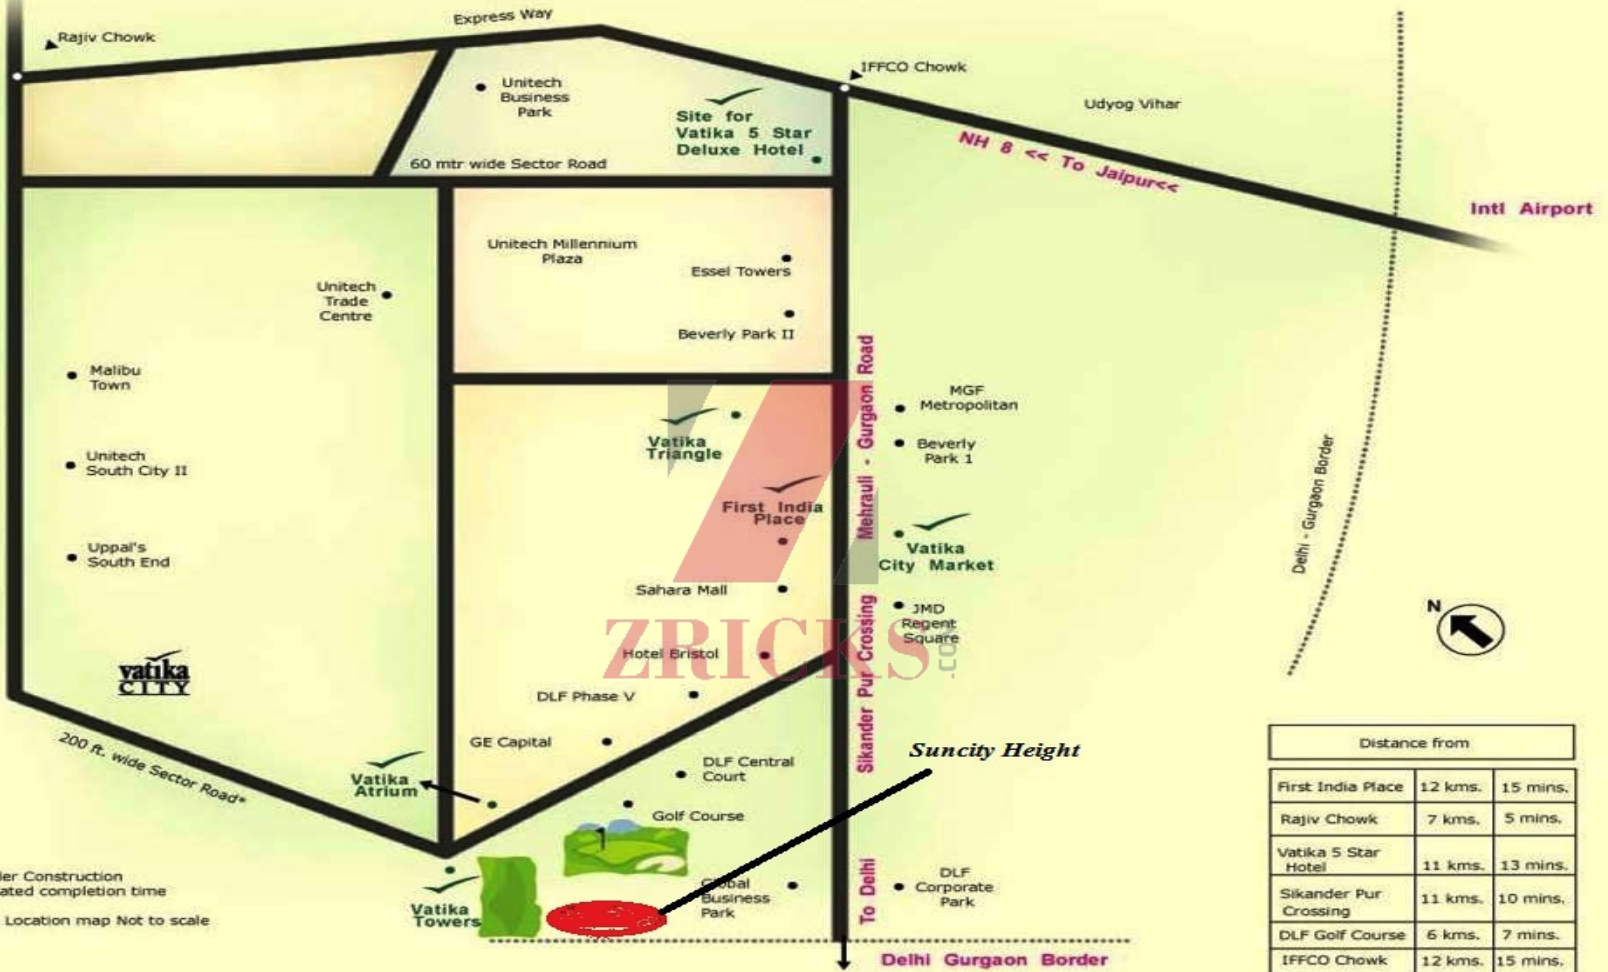 Express Way
Rajiv Chowk
IFFCO Chowk
Unitech
Business
Park
Site for
Vatika 5 Star
Deluxe Hotel
Udyog Vihar
NH 8 << To Jaipur<<
60 mtr wide Sector Road
Intl Airport
Unitech Millennium
Plaza
Essel Towers
Unitech
Trade
Centre
Beverly Park II
Malibu
Town
MGF
Metropolitan
Vatika
Triangle
Beverly
Park 1
Unitech
South City II
Mehrauli - Gurgaon Road
Delhi - Gurgaon Border
First India
Place
Vatika
City Market
Uppal's
South End
Sahara Mall
JMD
Regent
Square
N
ZRICKS
.COM
Hotel Bristol
vatika
CITY
DLF Phase V
Sikander Pur Crossing
GE Capital
Suncity Height
200 ft. wide Sector Road*
DLF Central
Court
Vatika
Atrium
Golf Course
Distance from
First India Place 12 kms. 15 mins.
Rajiv Chowk 7 kms. 5 mins.
Vatika 5 Star
Hotel 11 kms. 13 mins.
Sikander Pur
Crossing 11 kms. 10 mins.
DLF Golf Course 6 kms. 7 mins.
IFFCO Chowk 12 kms. 15 mins.
der Construction
ated completion time
Location map Not to scale
Vatika
Towers
Global
Business
Park
To Delhi
DLF
Corporate
Park
Delhi Gurgaon Border